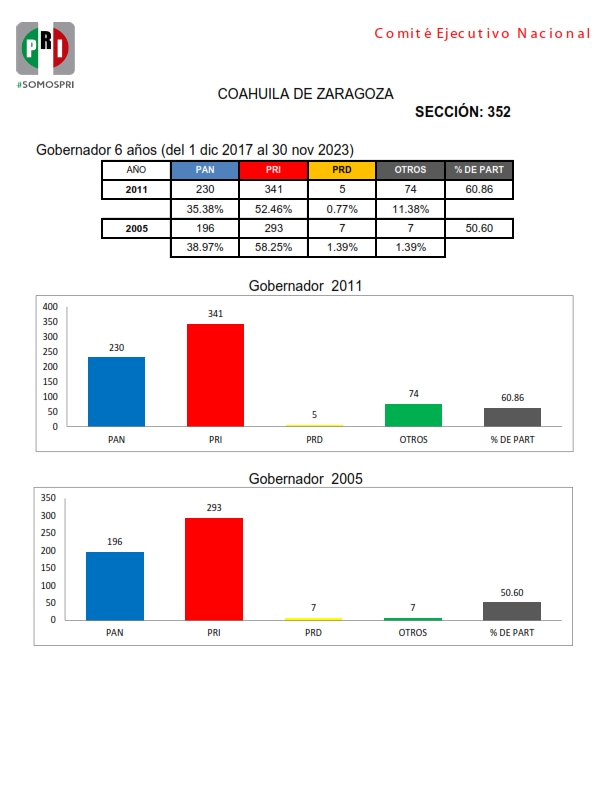 PRI
#SOMOSPRI
Comité Ejecutivo Nacional
COAHUILA DE ZARAGOZA
SECCIÓN: 352
Gobernador 6 años (del 1 dic 2017 al 30 nov 2023)
AÑO PAN PRI PRD OTROS % DE PART
2011 230 341 5 74 60.86
35.38% 52.46% 0.77% 11.38%
2005 196 293 7 7 50.60
38.97% 58.25% 1.39% 1.39%
Gobernador 2011
400
350
300
250
200
150
100
50
0
230
341
5
74
60.86
PAN PRI PRD OTROS % DE PART
Gobernador 2005
350
300
250
200
150
100
50
0
196
293
7
7
50.60
PAN PRI PRD OTROS % DE PART